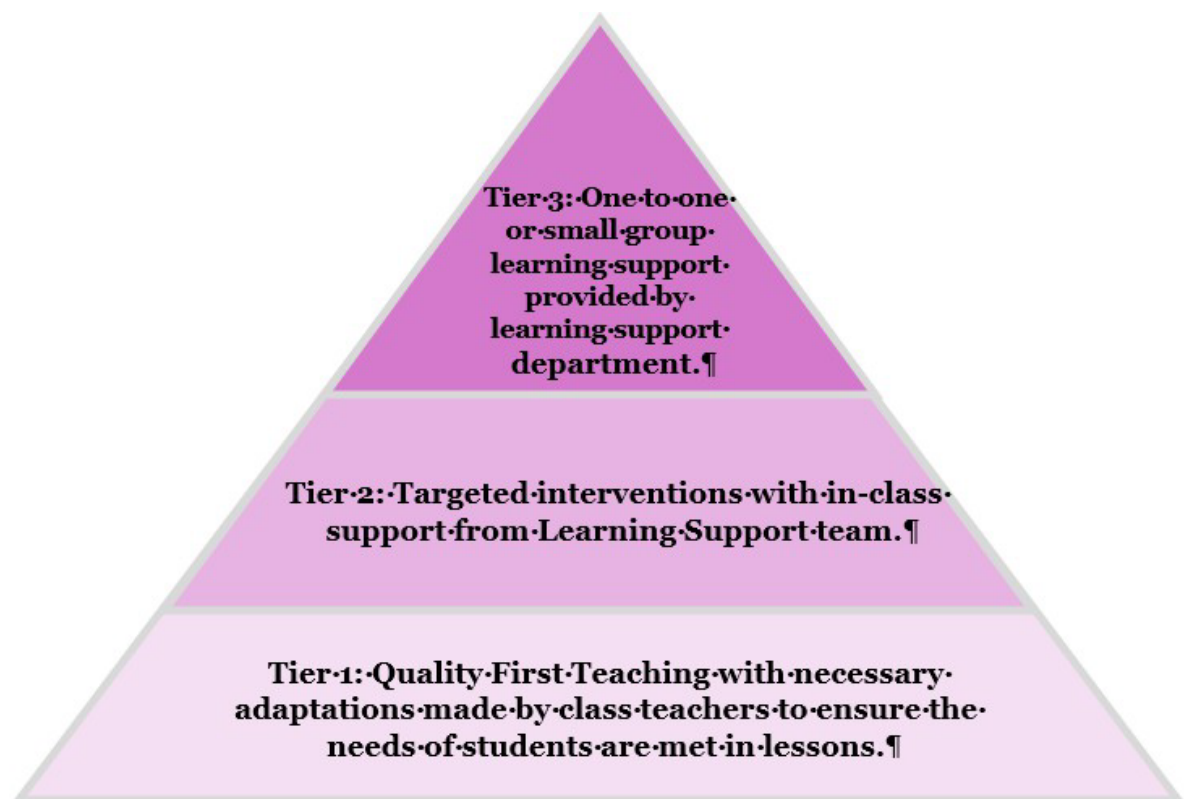 Tier·3:·One·to·one·
or·small·group·
learning·support·
provided·by·
learning·support·
department.¶
Tier·2:·Targeted·interventions·with·in-class·
support·from·Learning·Support·team.¶
Tier·1:·Quality·First·Teaching·with·necessary·
adaptations·made·by·class·teachers·to·ensure·the·
needs·of·students·are·met·in·lessons.¶